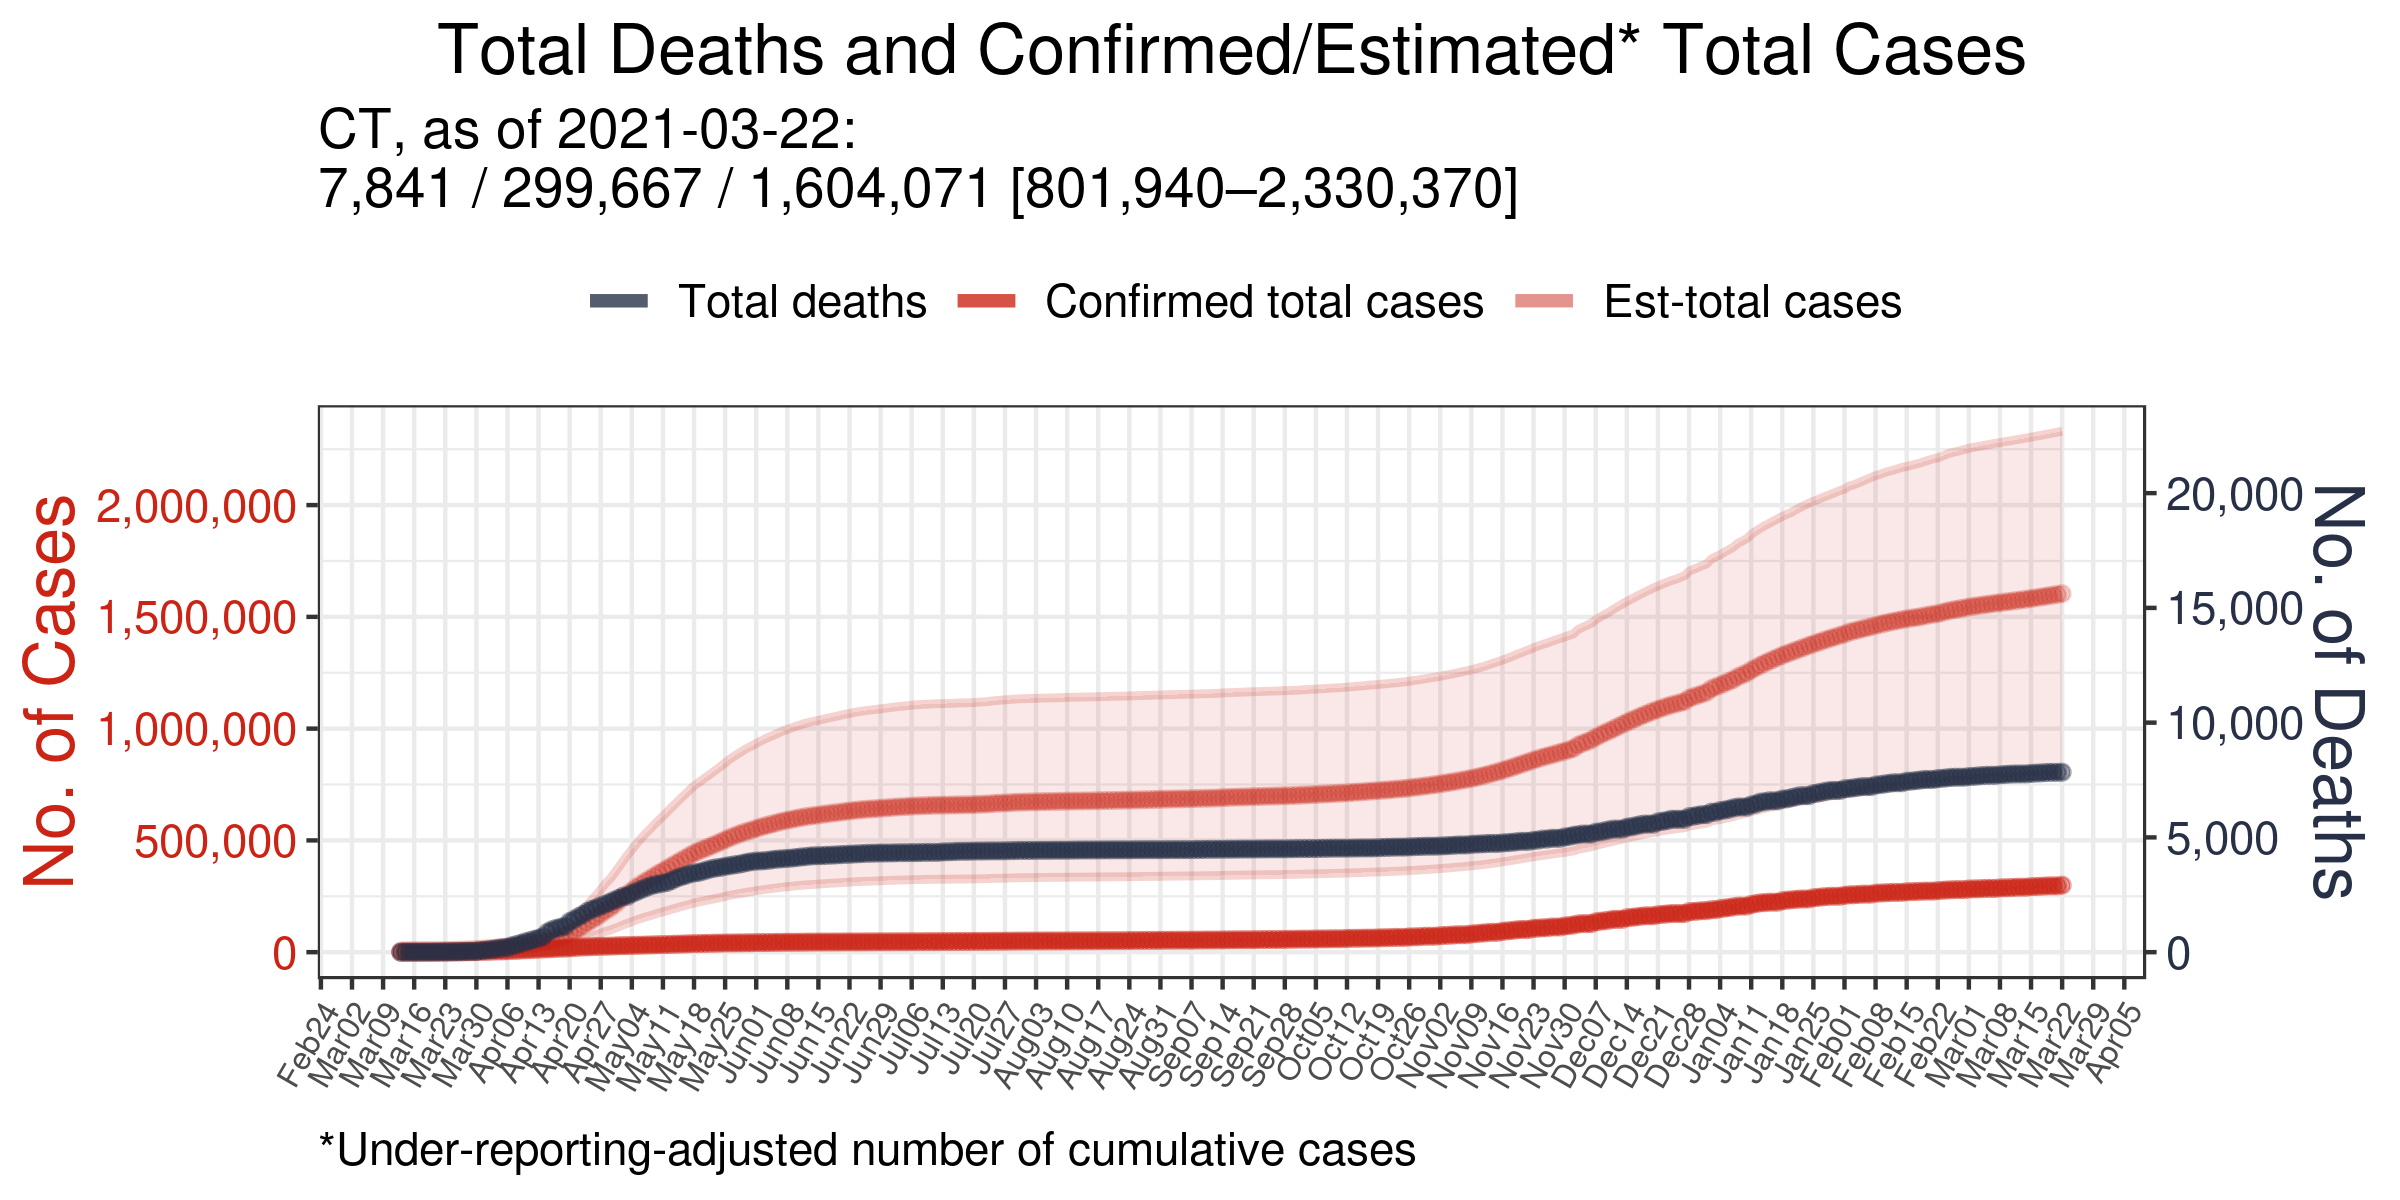 Total Deaths and Confirmed/Estimated* Total Cases
CT, as of 2021-03-22:
7,841 / 299,667 / 1,604,071 [801,940–2,330,370]
Total deaths
Confirmed total cases
Est-total cases
No. of Cases
2,000,000
1,500,000
1,000,000
500,000
0
20,000
15,000
10,000
5,000
0
No. of Deaths
Feb24
Mar02
Mar09
Mar16
Mar23
Mar30
Apr06
Apr13
Apr20
Apr27
May04
May11
May18
May25
Jun01
Jun08
Jun15
Jun22
Jun29
Jul06
Jul13
Jul20
Jul27
Aug03
Aug10
Aug17
Aug24
Aug31
Sep07
Sep14
Sep21
Sep28
Oct05
Oct12
Oct19
Oct26
Nov02
Nov09
Nov16
Nov23
Nov30
Dec07
Dec14
Dec21
Dec28
Jan04
Jan11
Jan18
Jan25
Feb01
Feb08
Feb15
Feb22
Mar01
Mar08
Mar15
Mar22
Mar29
Apr05
*Under-reporting-adjusted number of cumulative cases